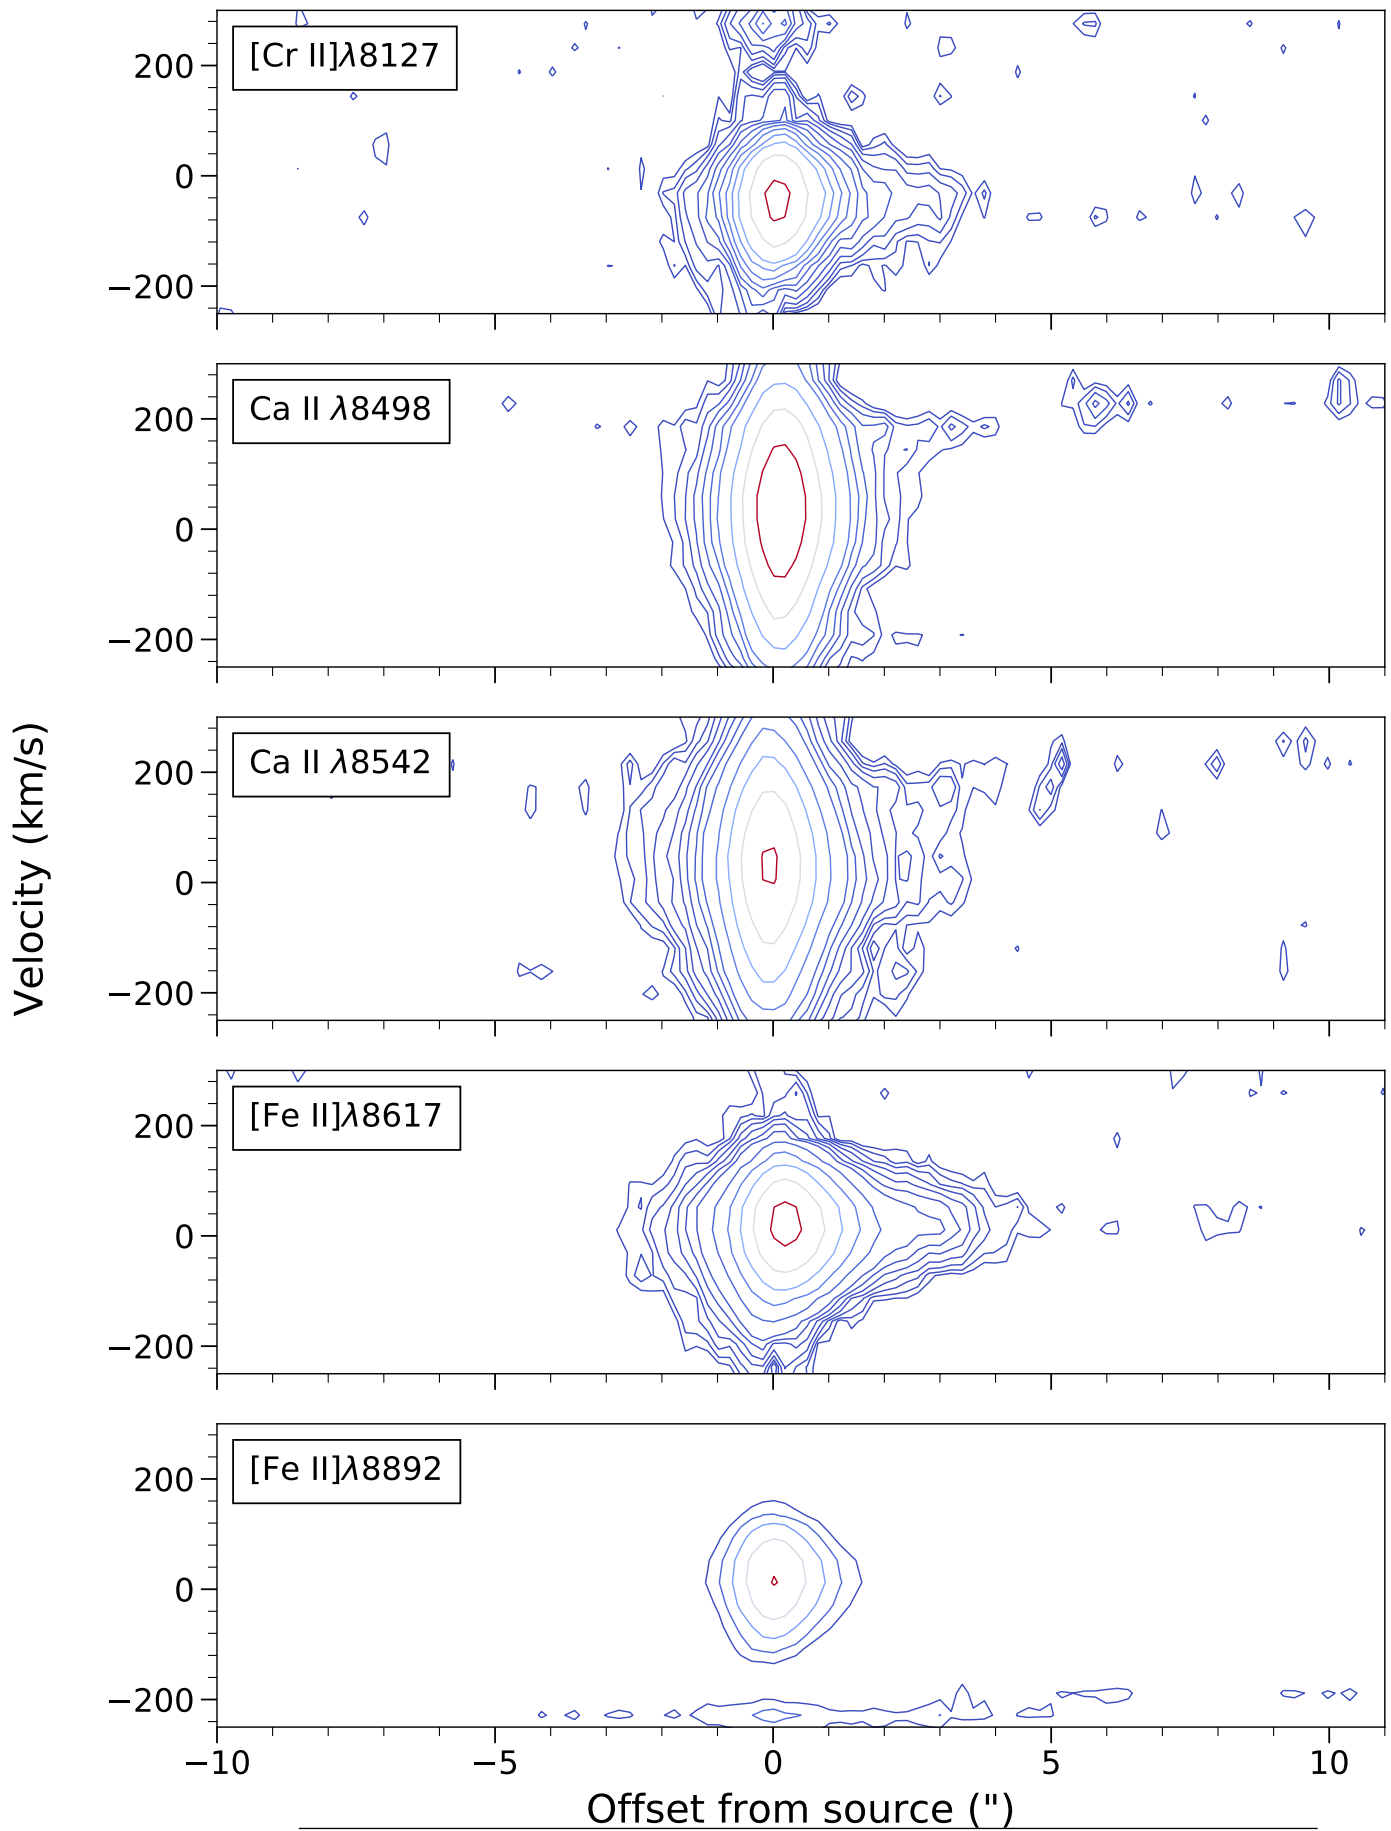 [Cr II]λ8127
200
0
−200
Ca II λ8498
200
0
−200
Ca II λ8542
200
0
−200
Velocity (km/s)
[Fe II]λ8617
200
0
−200
[Fe II]λ8892
200
0
−200
−10 −5 0 5 10
Offset from source (")